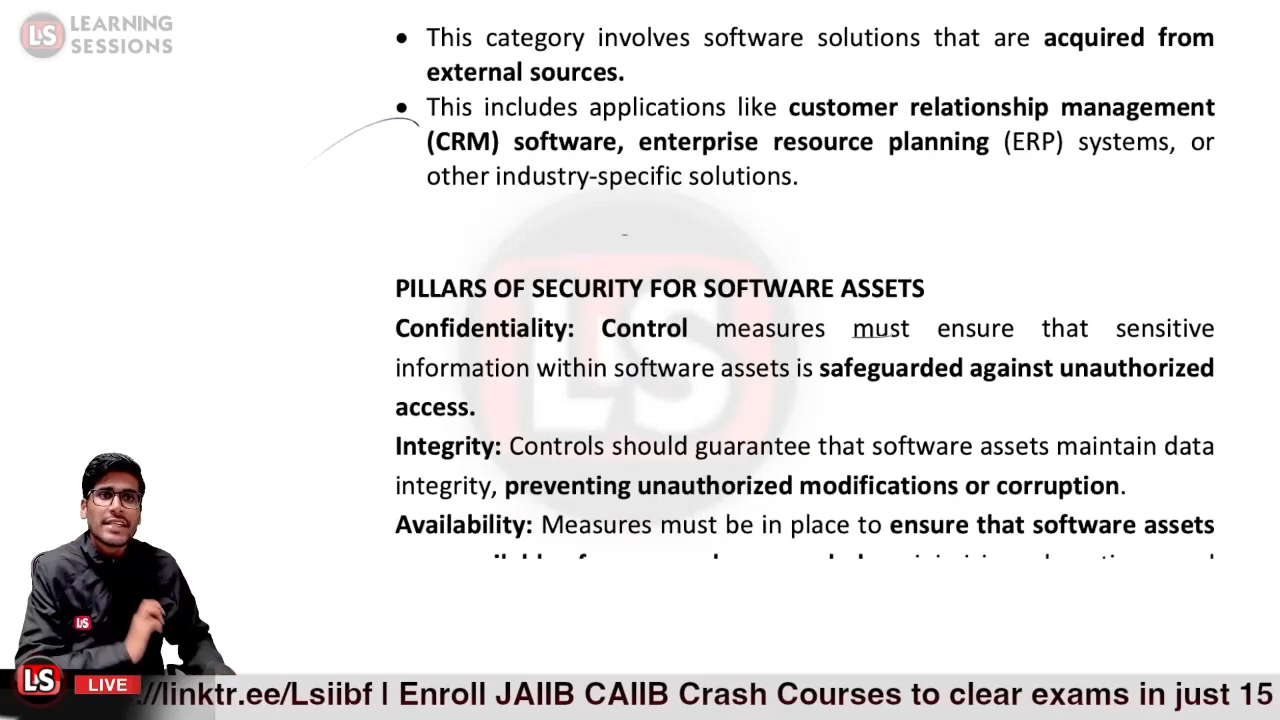 LS LEARNING
SESSIONS
• This category involves software solutions that are acquired from
external sources.
• This includes applications like customer relationship management
(CRM) software, enterprise resource planning (ERP) systems, or
other industry-specific solutions.
PILLARS OF SECURITY FOR SOFTWARE ASSETS
Confidentiality: Control measures must ensure that sensitive
information within software assets is safeguarded against unauthorized
access.
Integrity: Controls should guarantee that software assets maintain data
integrity, preventing unauthorized modifications or corruption.
Availability: Measures must be in place to ensure that software assets
LS
LS
LS LIVE //linktr.ee/Lsiibf | Enroll JAIIB CAIIB Crash Courses to clear exams in just 15